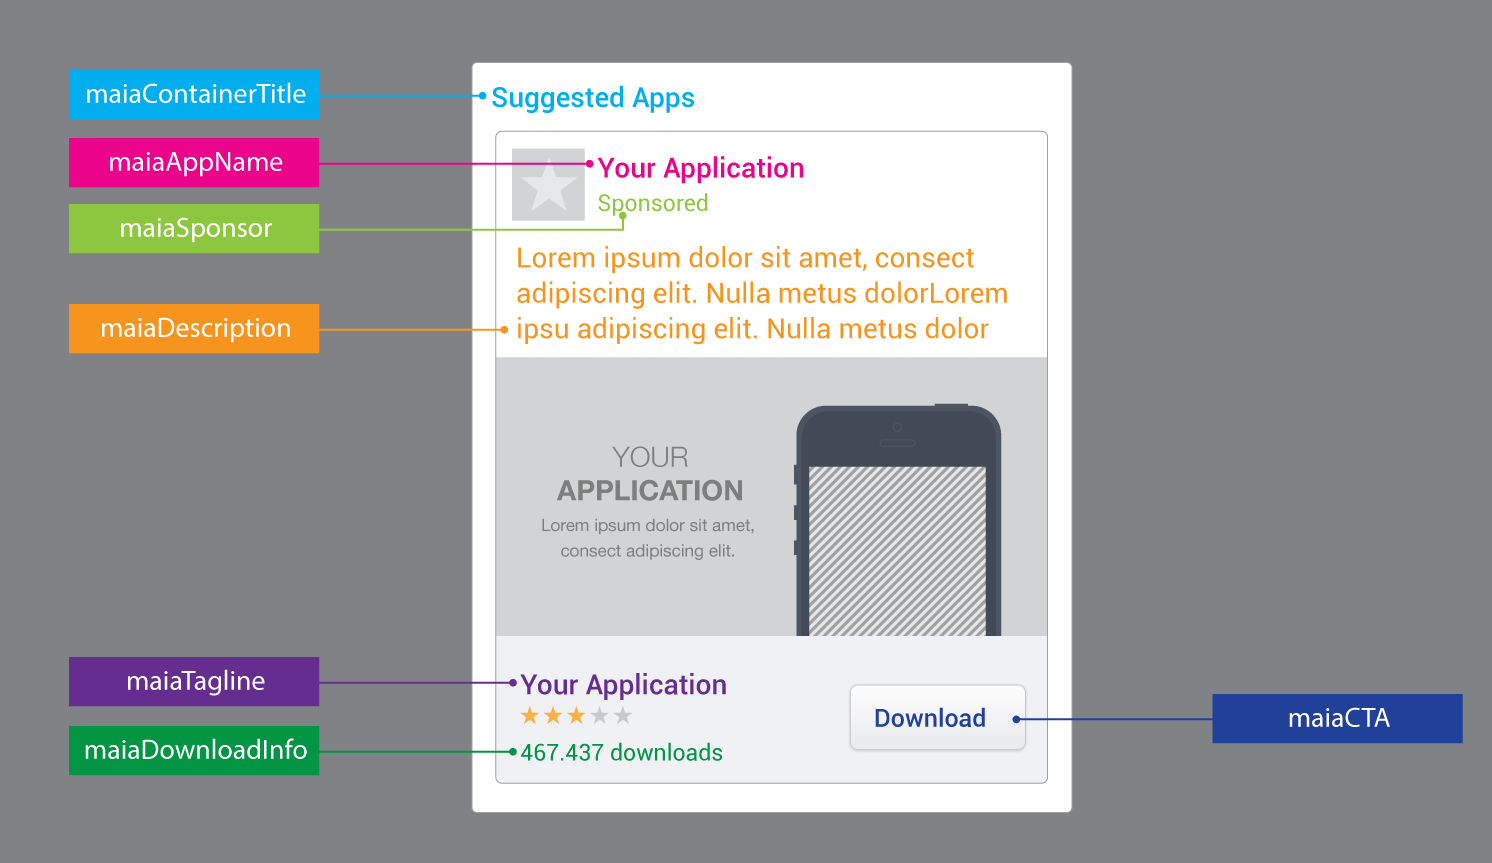 maiaContainerTitle
Suggested Apps
maiaAppName
Your Application
maiaSponsor
Sponsored
maiaDescription
Lorem ipsum dolor sit amet, consect
adipiscing elit. Nulla metus dolorLorem
ipsu adipiscing elit. Nulla metus dolor
YOUR
APPLICATION
Lorem ipsum dolor sit amet,
consect adipiscing elit.
maiaTagline
Your Application
maiaDownloadInfo
467.437 downloads
Download
maiaCTA